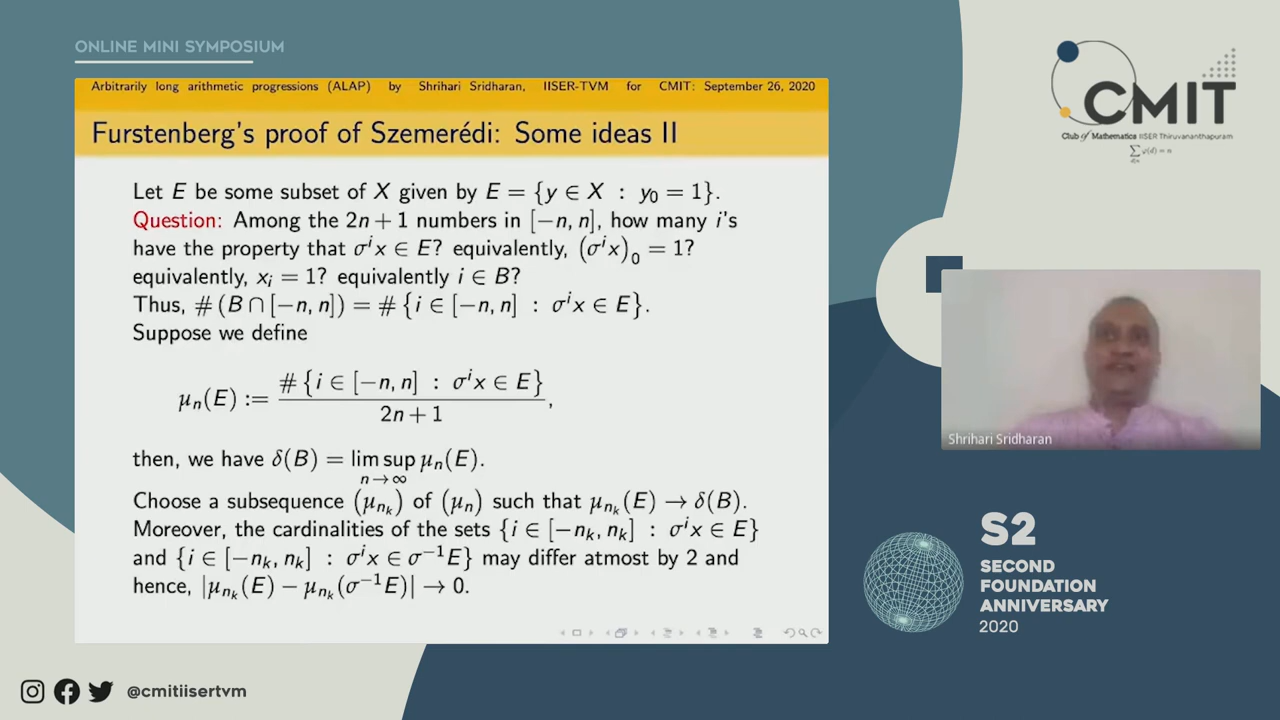 ONLINE MINI SYMPOSIUM
Arbitrarily long arithmetic progressions (ALAP) by Shrihari Sridharan, IISER-TVM for CMIT: September 26, 2020
Furstenberg's proof of Szemerédi: Some ideas II
Let E be some subset of X given by E = {y ∈ X : y₀ = 1}.
Question: Among the 2n + 1 numbers in [−n, n], how many i's
have the property that σⁱx ∈ E? equivalently, (σⁱx)₀ = 1?
equivalently, xᵢ = 1? equivalently i ∈ B?
Thus, # (B ∩ [−n, n]) = # {i ∈ [−n, n] : σⁱx ∈ E}.
Suppose we define
μₙ(E) := # {i ∈ [−n, n] : σⁱx ∈ E} / 2n + 1,
then, we have δ(B) = lim sup μₙ(E).
n→∞
Choose a subsequence (μₙₖ) of (μₙ) such that μₙₖ(E) → δ(B).
Moreover, the cardinalities of the sets {i ∈ [−nₖ, nₖ] : σⁱx ∈ E}
and {i ∈ [−nₖ, nₖ] : σⁱx ∈ σ⁻¹E} may differ atmost by 2 and
hence, |μₙₖ(E) − μₙₖ(σ⁻¹E)| → 0.
CMIT
Club of Mathematics IISER Thiruvananthapuram
∑ φ(d) = n
d|n
Shrihari Sridharan
S2
SECOND
FOUNDATION
ANNIVERSARY
2020
@cmitiisertvm